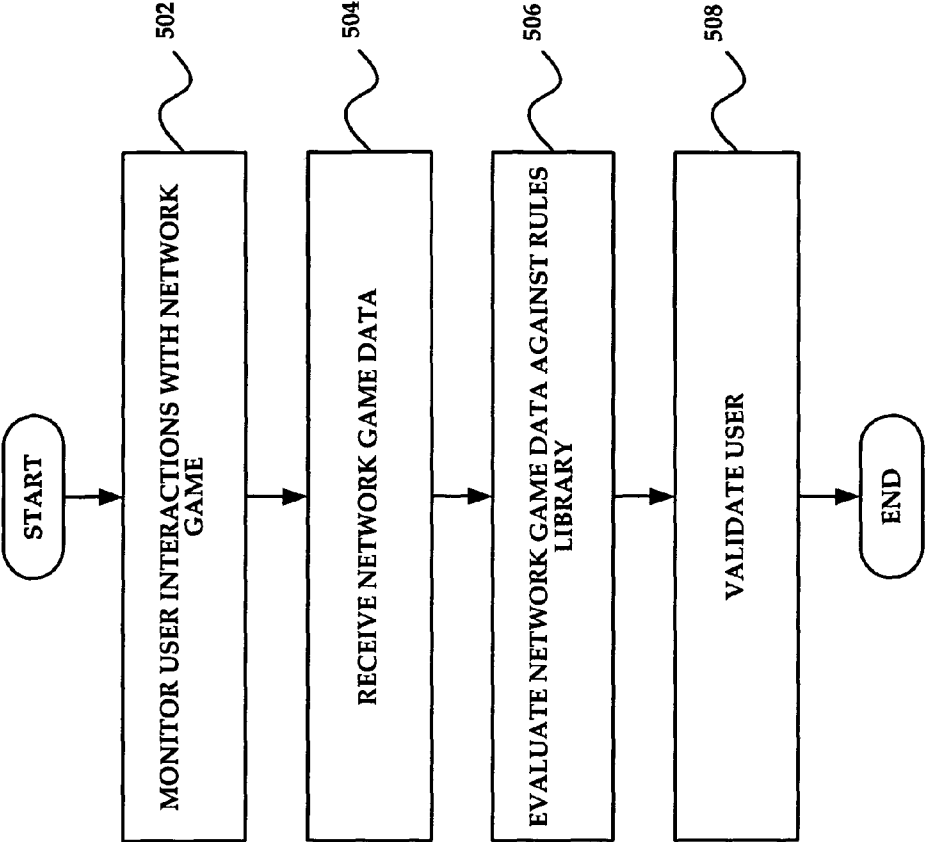 START
MONITOR USER INTERACTIONS WITH NETWORK
GAME
502
RECEIVE NETWORK GAME DATA
504
EVALUATE NETWORK GAME DATA AGAINST RULES
LIBRARY
506
VALIDATE USER
508
END